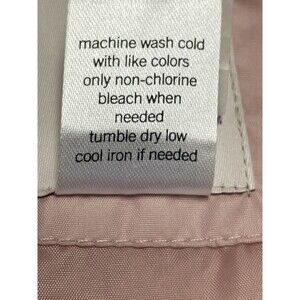 machine wash cold
with like colors
only non-chlorine
bleach when
needed
tumble dry low
cool iron if needed